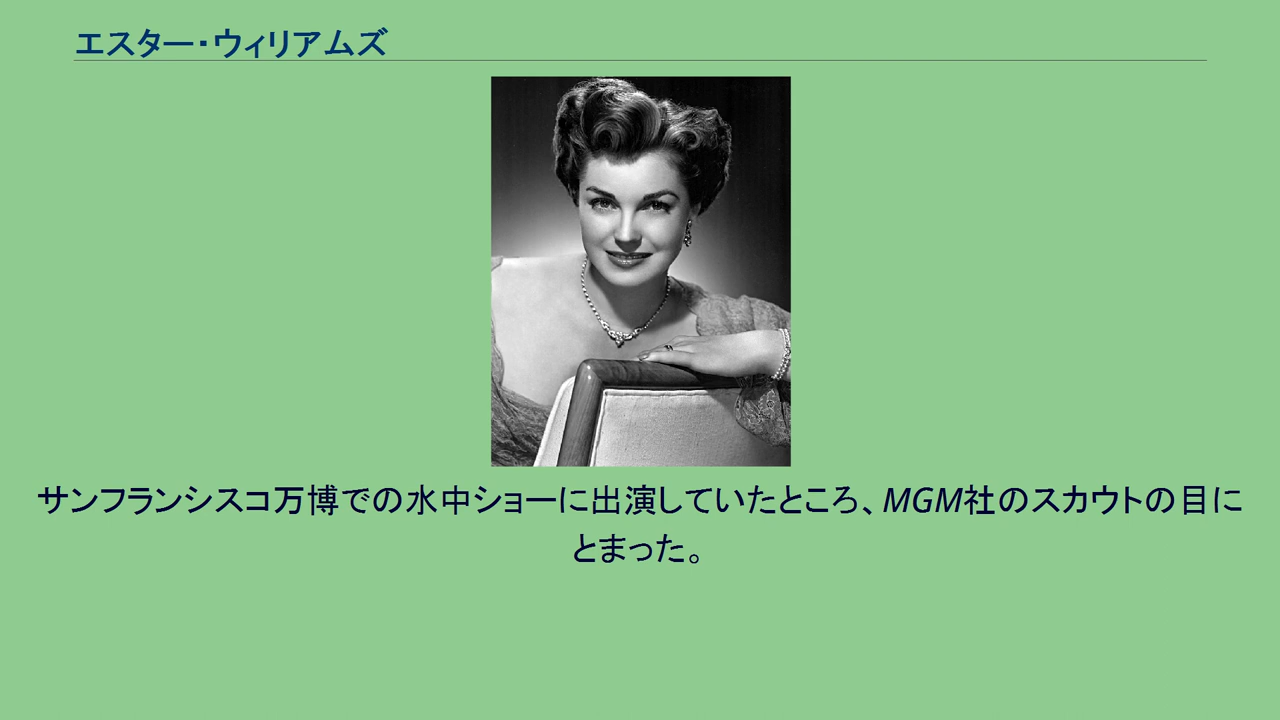 エスター・ウィリアムズ
サンフランシスコ万博での水中ショーに出演していたところ、MGM社のスカウトの目に
とまった。